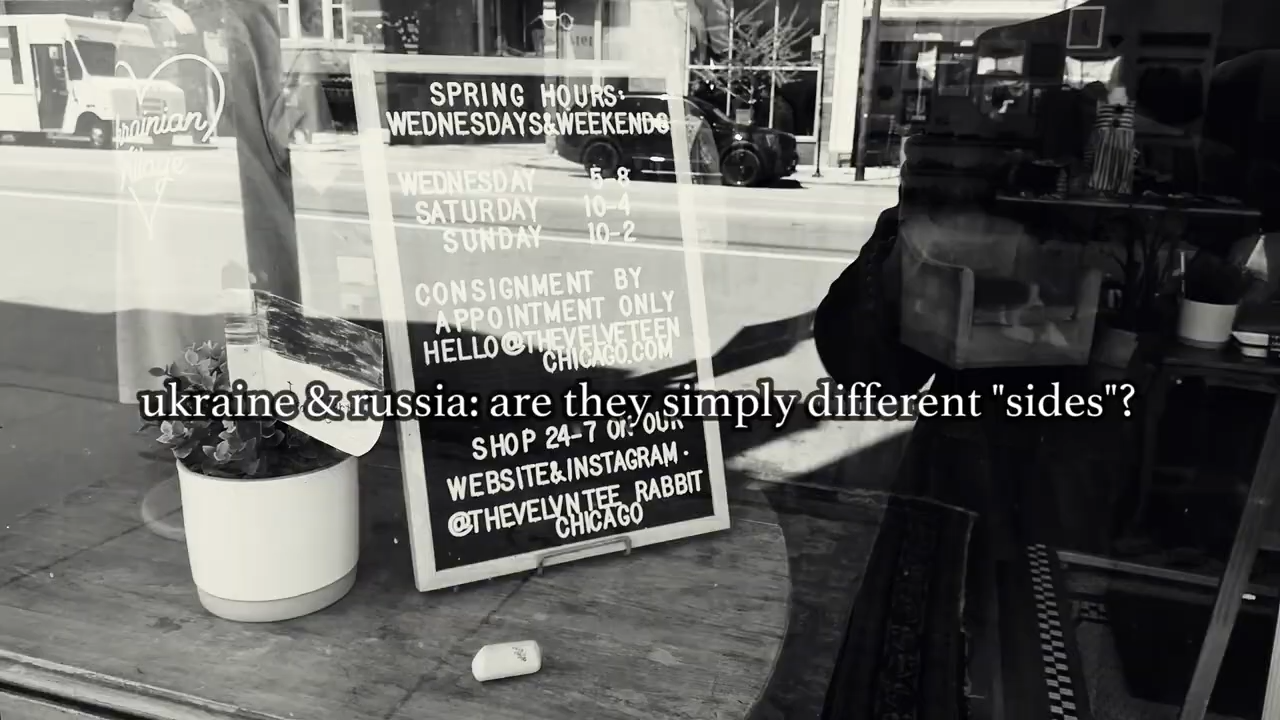 SPRING HOURS:
WEDNESDAYS&WEEKENDS
WEDNESDAY 5-8
SATURDAY 10-4
SUNDAY 10-2
CONSIGNMENT BY
APPOINTMENT ONLY
HELLO@THEVELVETEEN
CHICAGO.COM
ukraine & russia: are they simply different "sides"?
SHOP 24-7 On OUR
WEBSITE&INSTAGRAM.
@THEVELVNTEE RABBIT
CHICAGO